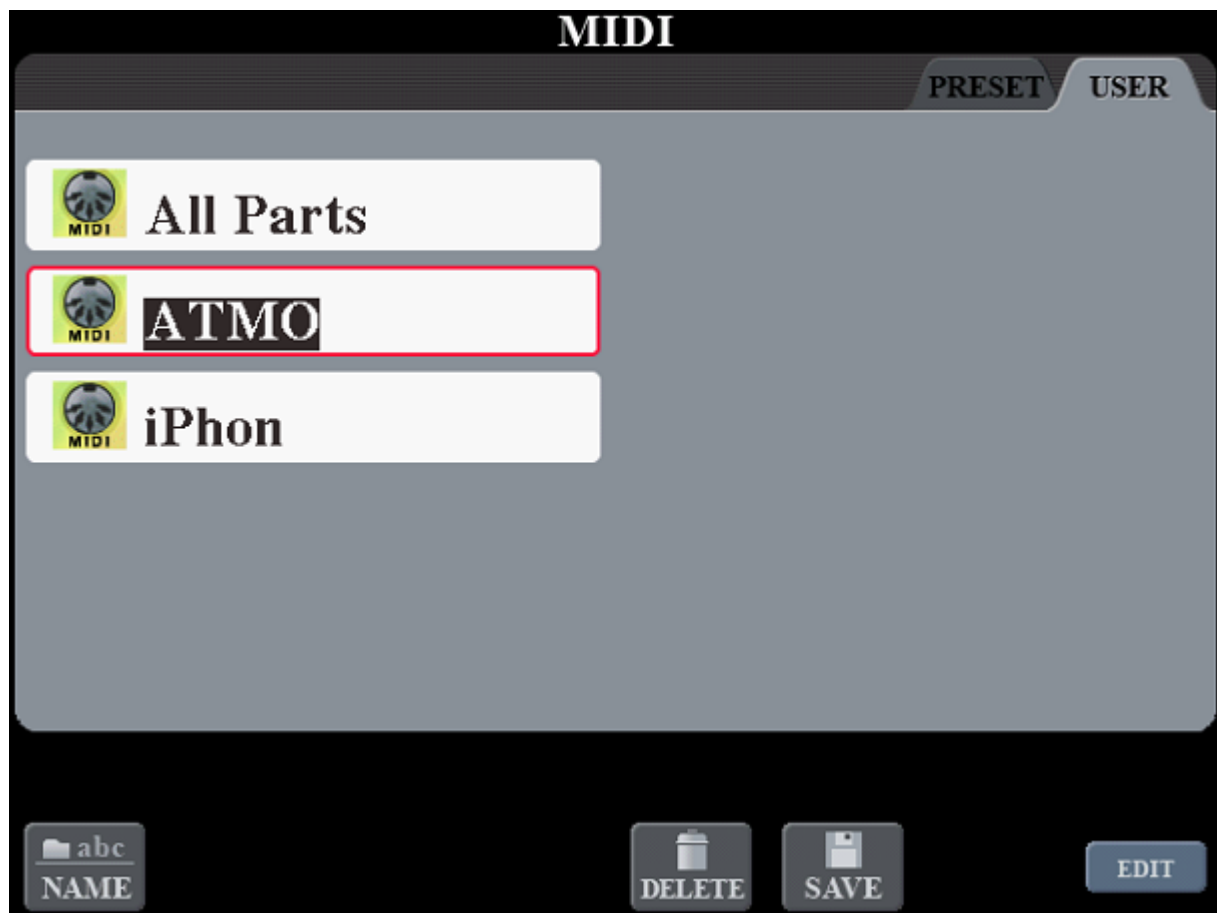 MIDI
PRESET USER
MIDI All Parts
MIDI ATMO
MIDI iPhon
abc
NAME
DELETE
SAVE
EDIT